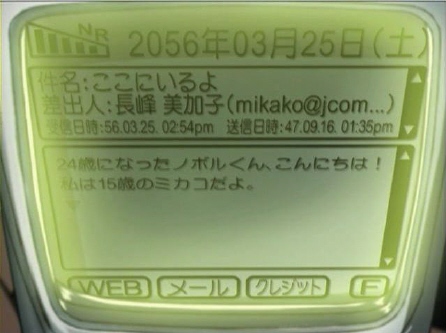 NR 2056年03月25日(土)
件名:ここにいるよ
差出人:長峰 美加子(mikako@jcom...)
受信日時:56.03.25, 02:54pm 送信日時:47.09.16, 01:35pm
24歳になったノボルくん、こんにちは!
私は15歳のミカコだよ。
WEB メール クレジット F